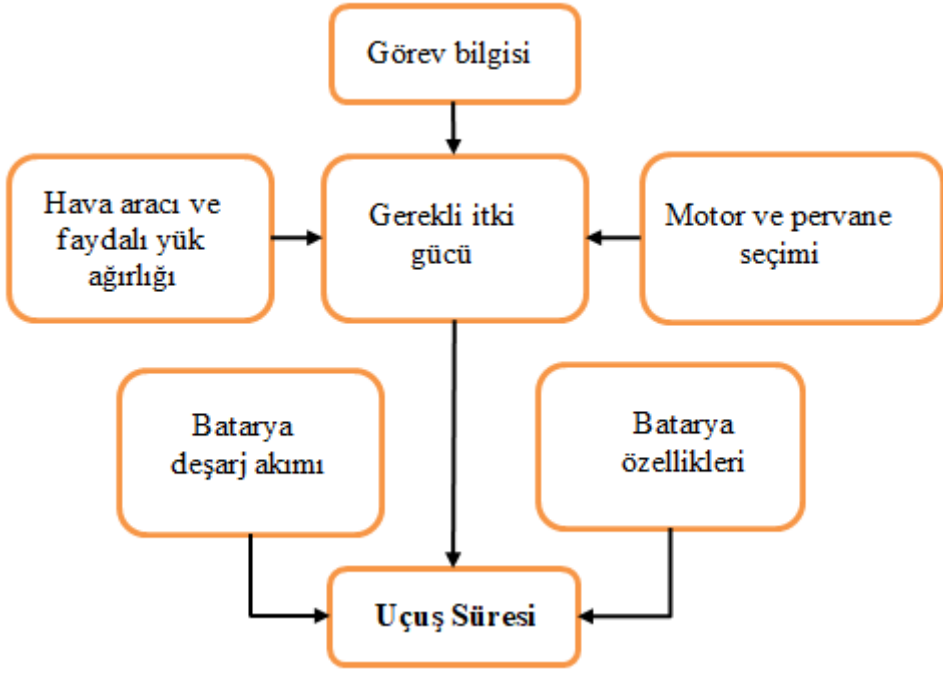 Görev bilgisi
Hava aracı ve
faydalı yük
ağırlığı
Gerekli itki
gücü
Motor ve pervane
seçimi
Batarya
deşarj akımı
Batarya
özellikleri
Uçuş Süresi